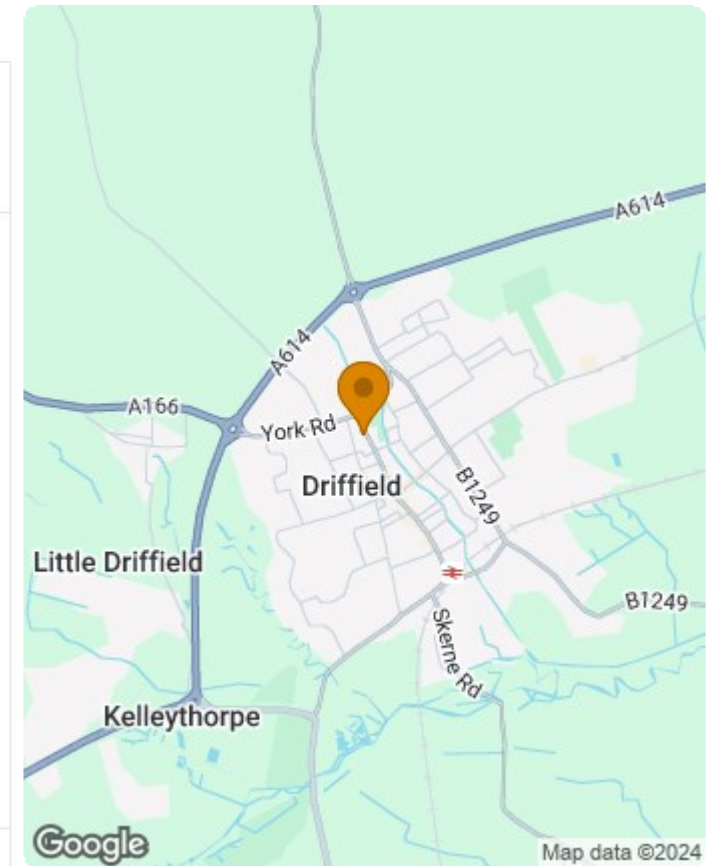 A614
A614
A166
York Rd
Driffield
B1249
Little Driffield
B1249
Skerne Rd
Kelleythorpe
Google
Map data ©2024